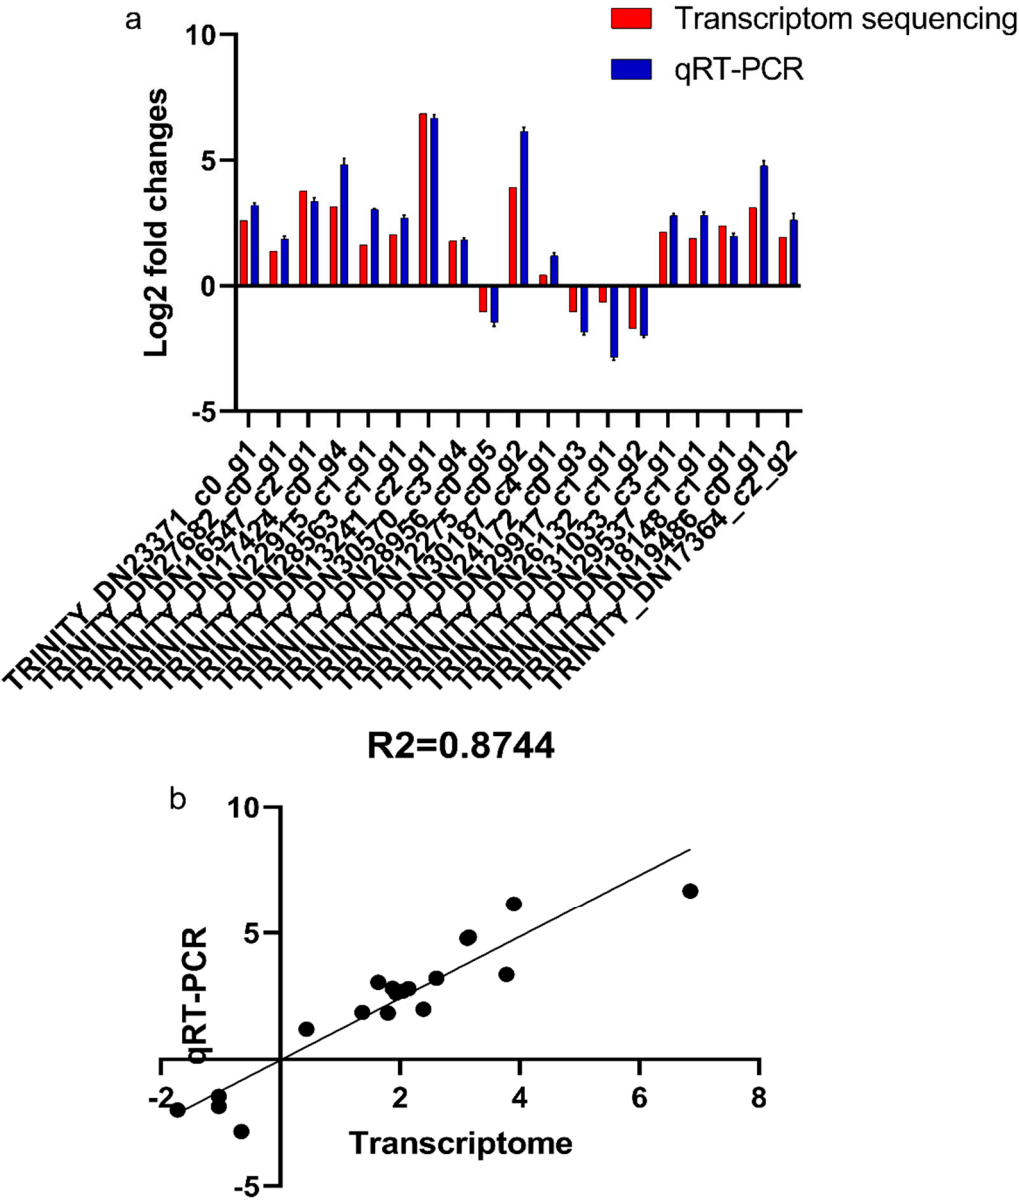 a
Transcriptom sequencing
qRT-PCR
Log2 fold changes
10
5
0
-5
TRINITY_DN23371_c0_g1
TRINITY_DN27682_c0_g1
TRINITY_DN16547_c2_g1
TRINITY_DN17424_c0_g4
TRINITY_DN22915_c1_g1
TRINITY_DN28563_c1_g1
TRINITY_DN13241_c2_g1
TRINITY_DN30570_c3_g4
TRINITY_DN28956_c0_g5
TRINITY_DN12275_c0_g2
TRINITY_DN30187_c4_g1
TRINITY_DN24172_c0_g3
TRINITY_DN29917_c1_g1
TRINITY_DN26132_c1_g2
TRINITY_DN31033_c3_g1
TRINITY_DN29537_c1_g1
TRINITY_DN18148_c1_g1
TRINITY_DN19486_c0_g1
TRINITY_DN17364_c2_g2
R2=0.8744
b
qRT-PCR
10
5
-5
-2
2
4
6
8
Transcriptome